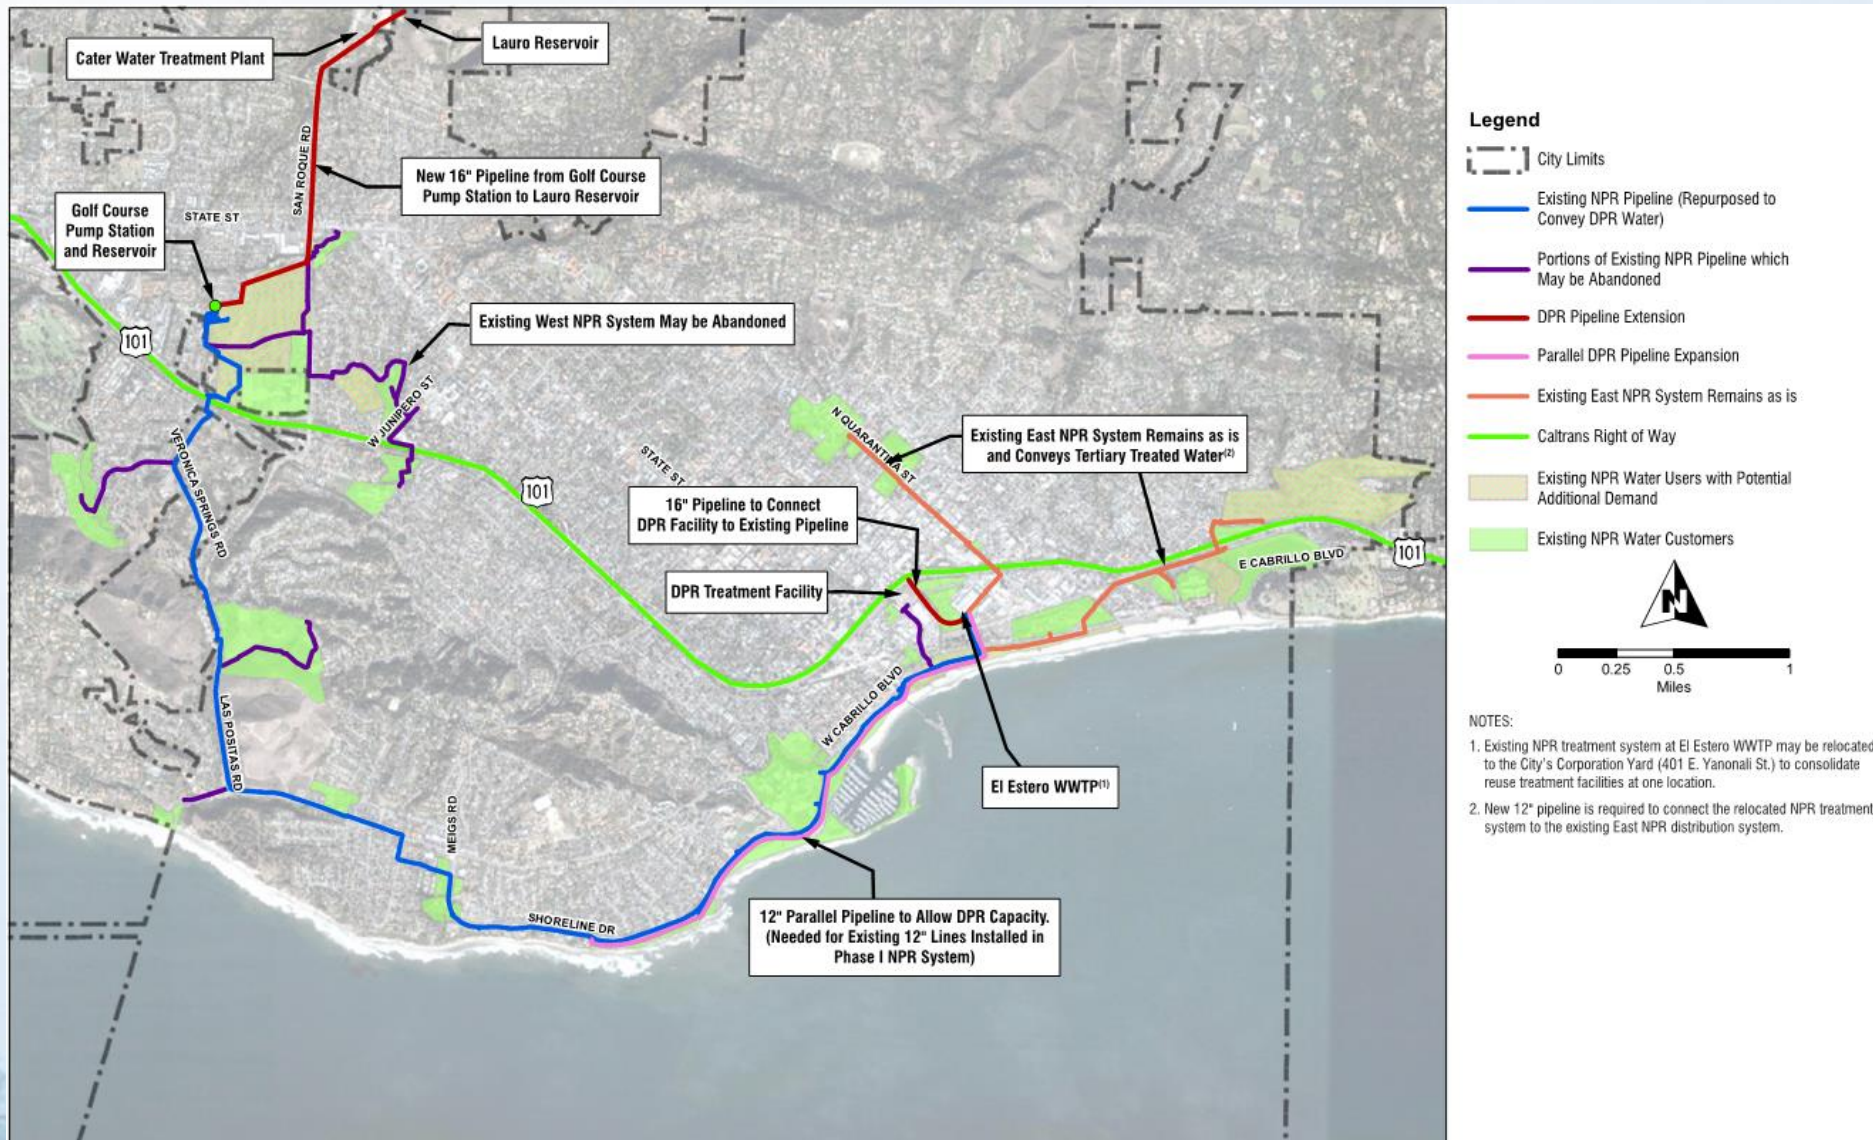 Cater Water Treatment Plant
Lauro Reservoir
SAN ROQUE RD
New 16" Pipeline from Golf Course
Pump Station to Lauro Reservoir
Golf Course
Pump Station
and Reservoir
STATE ST
101
Existing West NPR System May be Abandoned
W JUNIPERO ST
VERONICA SPRINGS RD
STATE ST
101
N QUARANTINA ST
Existing East NPR System Remains as is
and Conveys Tertiary Treated Water(2)
16" Pipeline to Connect
DPR Facility to Existing Pipeline
DPR Treatment Facility
E CABRILLO BLVD
101
W CABRILLO BLVD
El Estero WWTP(1)
LAS POSITAS RD
MEIGS RD
SHORELINE DR
12" Parallel Pipeline to Allow DPR Capacity.
(Needed for Existing 12" Lines Installed in
Phase I NPR System)
Legend
City Limits
Existing NPR Pipeline (Repurposed to
Convey DPR Water)
Portions of Existing NPR Pipeline which
May be Abandoned
DPR Pipeline Extension
Parallel DPR Pipeline Expansion
Existing East NPR System Remains as is
Caltrans Right of Way
Existing NPR Water Users with Potential
Additional Demand
Existing NPR Water Customers
N
0 0.25 0.5 1
Miles
NOTES:
1. Existing NPR treatment system at El Estero WWTP may be relocated
to the City's Corporation Yard (401 E. Yanonali St.) to consolidate
reuse treatment facilities at one location.
2. New 12" pipeline is required to connect the relocated NPR treatment
system to the existing East NPR distribution system.